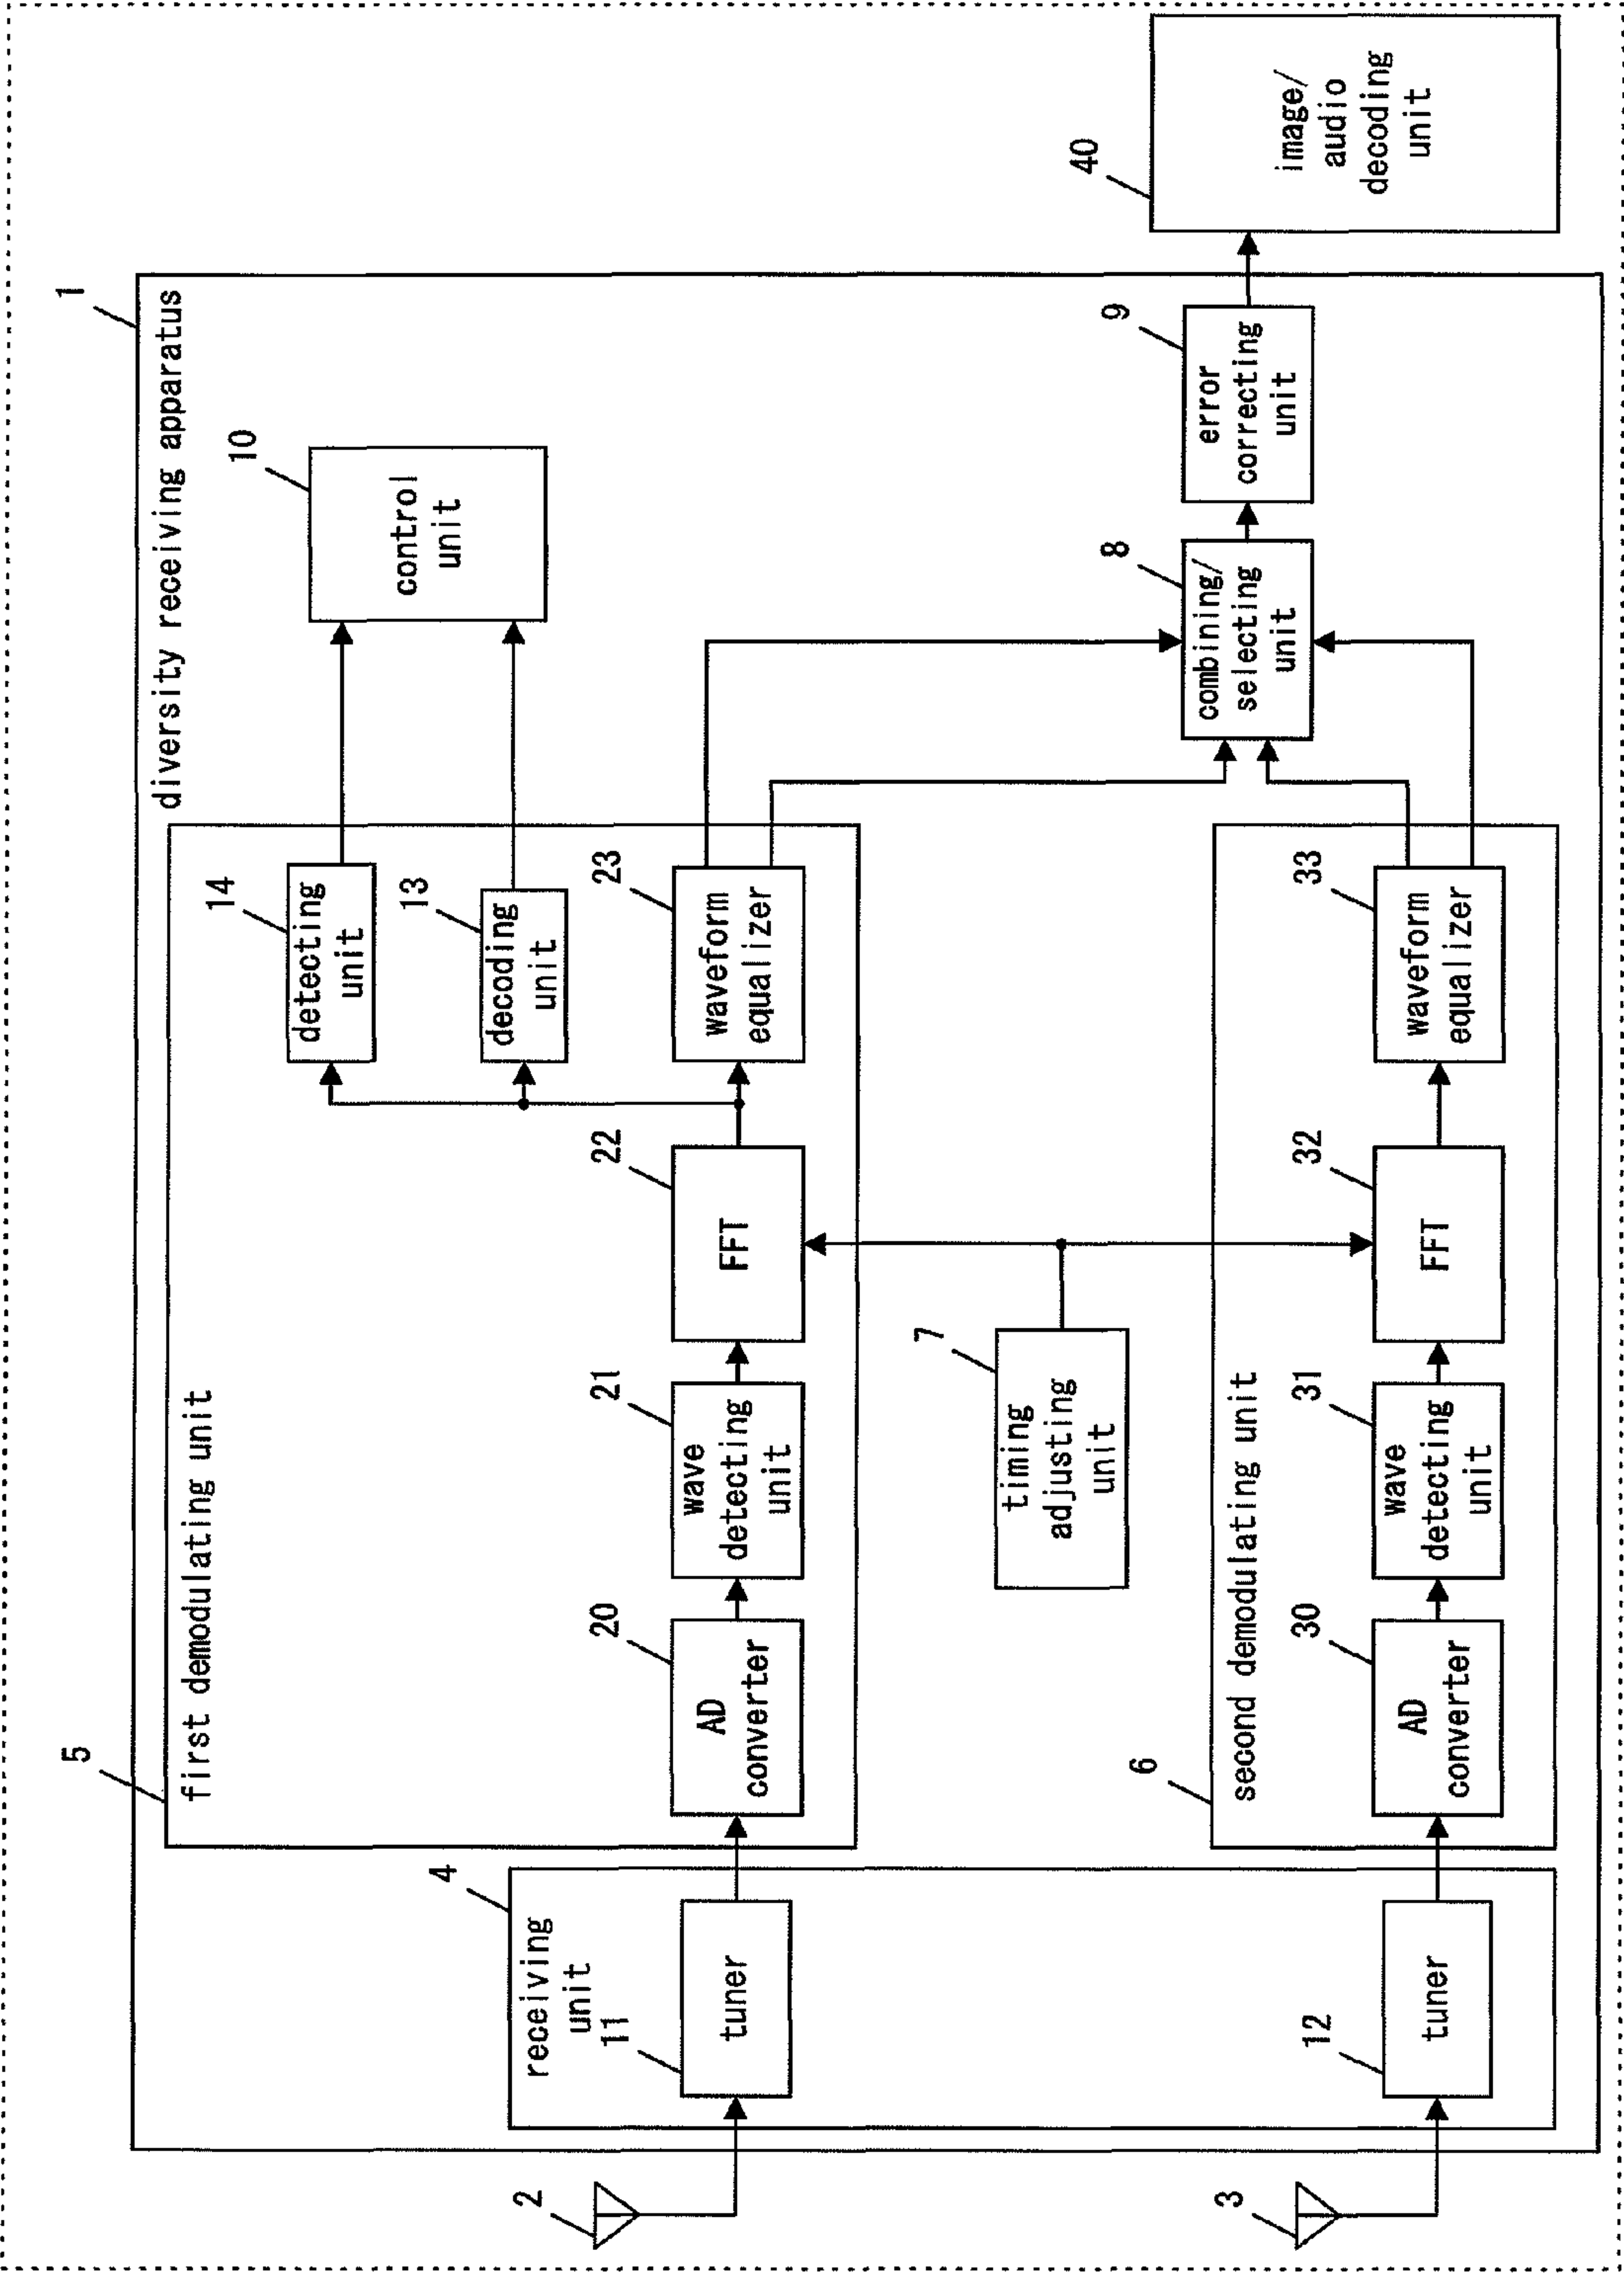 1
diversity receiving apparatus
5
first demodulating unit
14
detecting
unit
10
control
unit
13
decoding
unit
4
receiving
unit
2
11
tuner
20
AD
converter
21
wave
detecting
unit
22
FFT
23
waveform
equalizer
7
timing
adjusting
unit
8
combining/
selecting
unit
9
error
correcting
unit
40
image/
audio
decoding
unit
6
second demodulating unit
3
12
tuner
30
AD
converter
31
wave
detecting
unit
32
FFT
33
waveform
equalizer